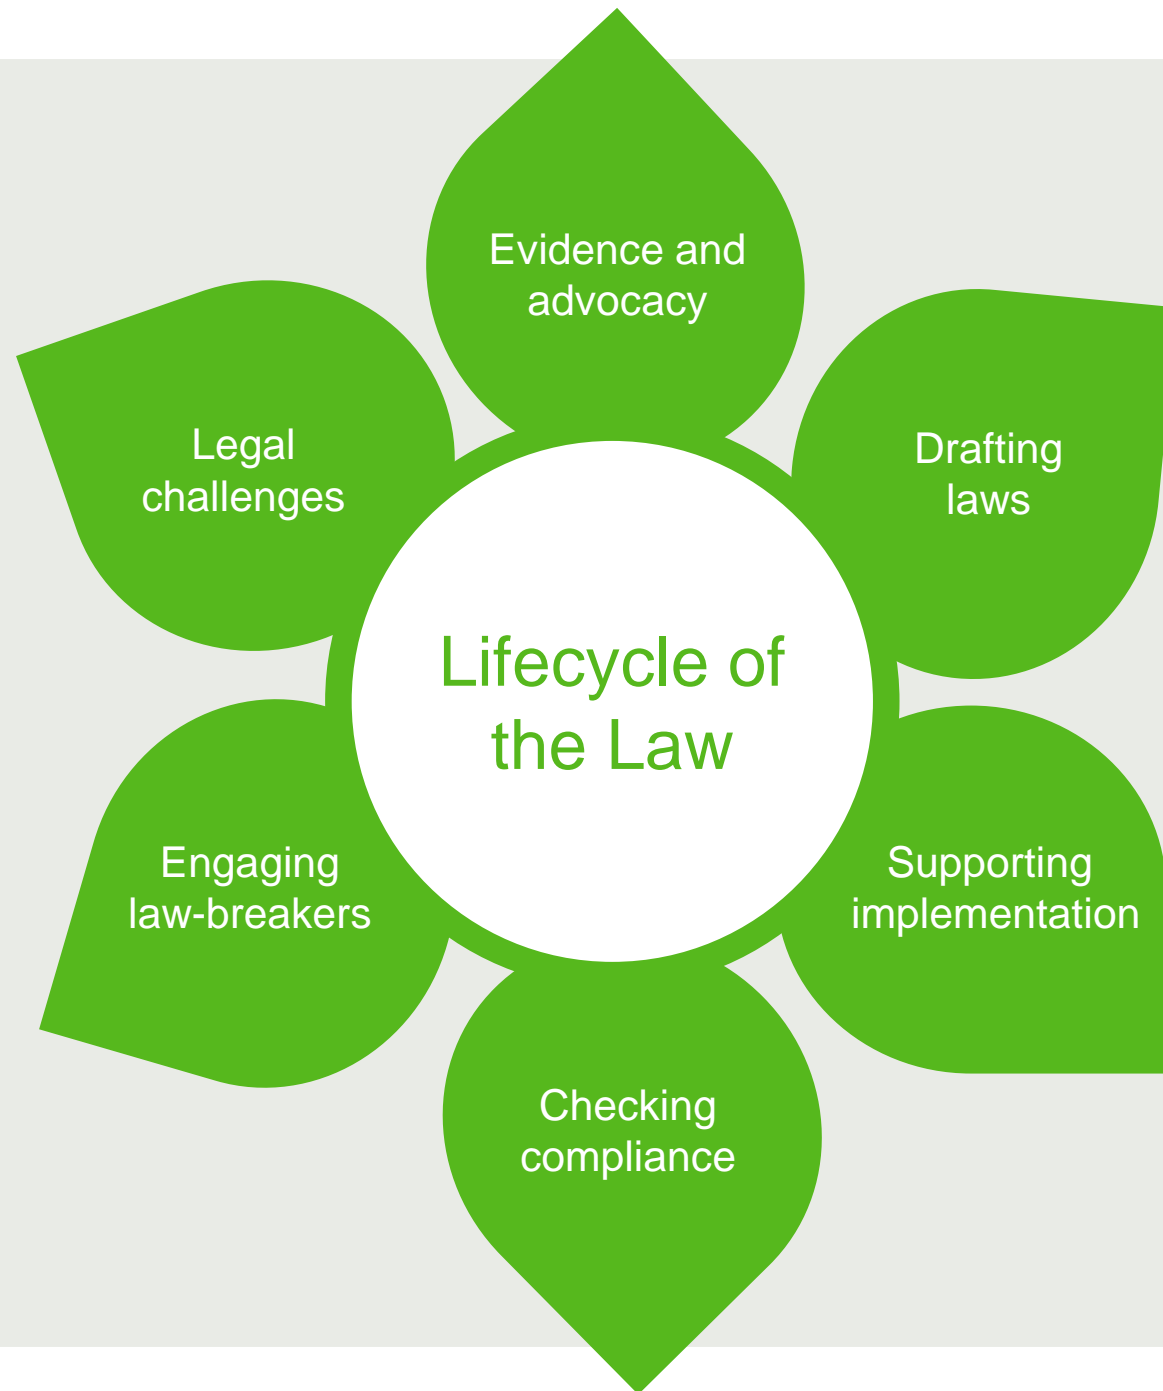 Evidence and
advocacy
Drafting
laws
Supporting
implementation
Checking
compliance
Engaging
law-breakers
Legal
challenges
Lifecycle of
the Law